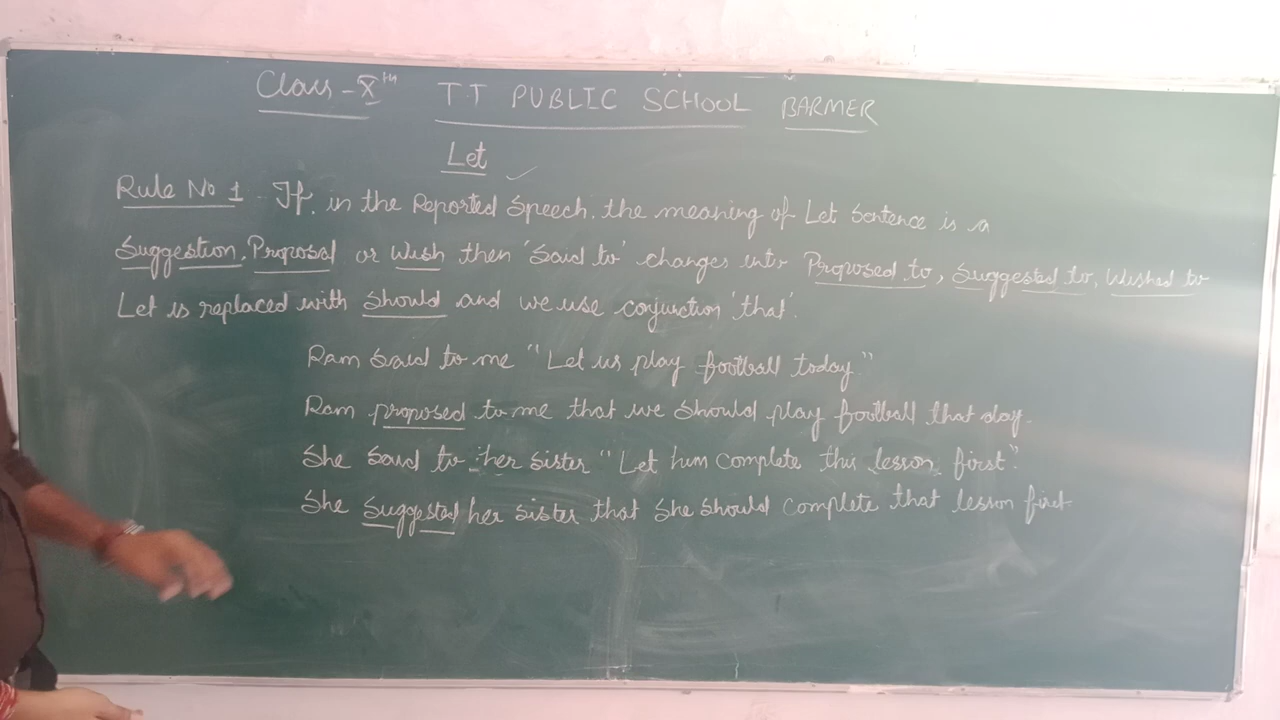 Class - Xth TT PUBLIC SCHOOL BARMER
Let
Rule No 1 If in the Reported Speech, the meaning of Let Sentence is a
Suggestion, Proposal or Wish then 'Said to' changes into Proposed to, Suggested to, Wished to
Let is replaced with Should and we use conjunction 'that'.
Ram Said to me "Let us play football today."
Ram proposed to me that we should play football that day.
She Said to her sister "Let him complete this lesson first".
She Suggested her sister that she should complete that lesson first